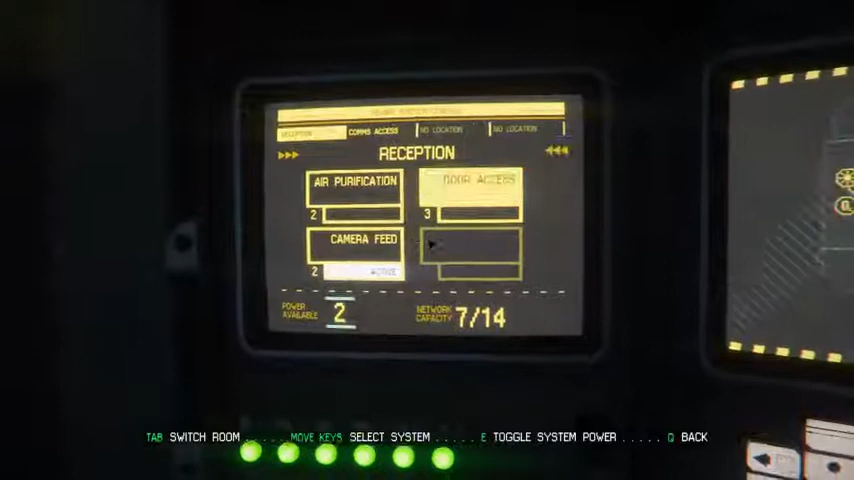 RECEPTION COMMS ACCESS NO LOCATION NO LOCATION
RECEPTION
AIR PURIFICATION DOOR ACCESS
2 3
CAMERA FEED
2 ACTIVE
POWER AVAILABLE 2 NETWORK CAPACITY 7/14
TAB SWITCH ROOM ..... MOVE KEYS SELECT SYSTEM ..... E TOGGLE SYSTEM POWER ..... Q BACK